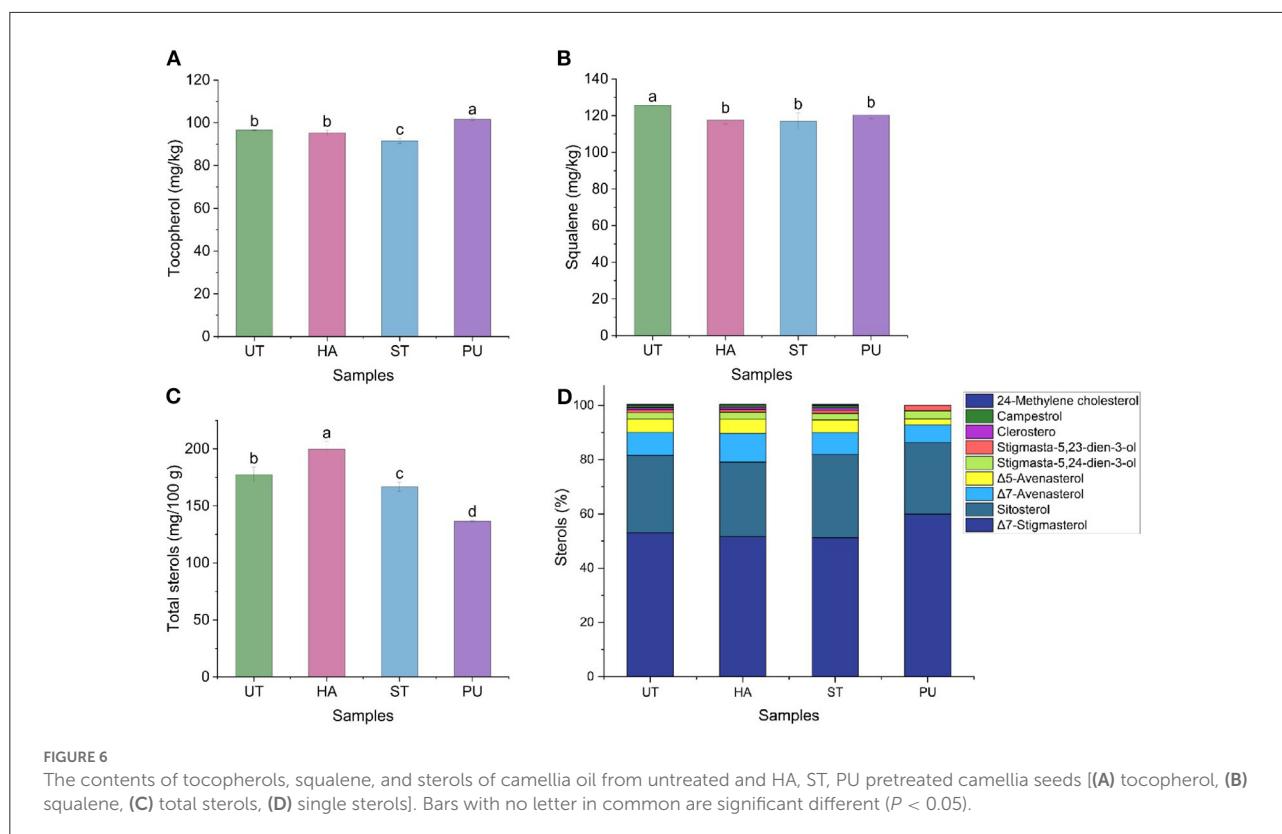 A
120
100
80
60
40
20
0
Tocopherol (mg/kg)
b
b
c
a
UT HA ST PU
Samples
B
140
120
100
80
60
40
20
0
Squalene (mg/kg)
a
b
b
b
UT HA ST PU
Samples
C
200
150
100
50
0
Total sterols (mg/100 g)
b
a
c
d
UT HA ST PU
Samples
D
100
80
60
40
20
0
Sterols (%)
UT HA ST PU
Samples
24-Methylene cholesterol
Campestrol
Clerostero
Stigmasta-5,23-dien-3-ol
Stigmasta-5,24-dien-3-ol
Δ5-Avenasterol
Δ7-Avenasterol
Sitosterol
Δ7-Stigmasterol
FIGURE 6
The contents of tocopherols, squalene, and sterols of camellia oil from untreated and HA, ST, PU pretreated camellia seeds [(A) tocopherol, (B)
squalene, (C) total sterols, (D) single sterols]. Bars with no letter in common are significant different (P < 0.05).